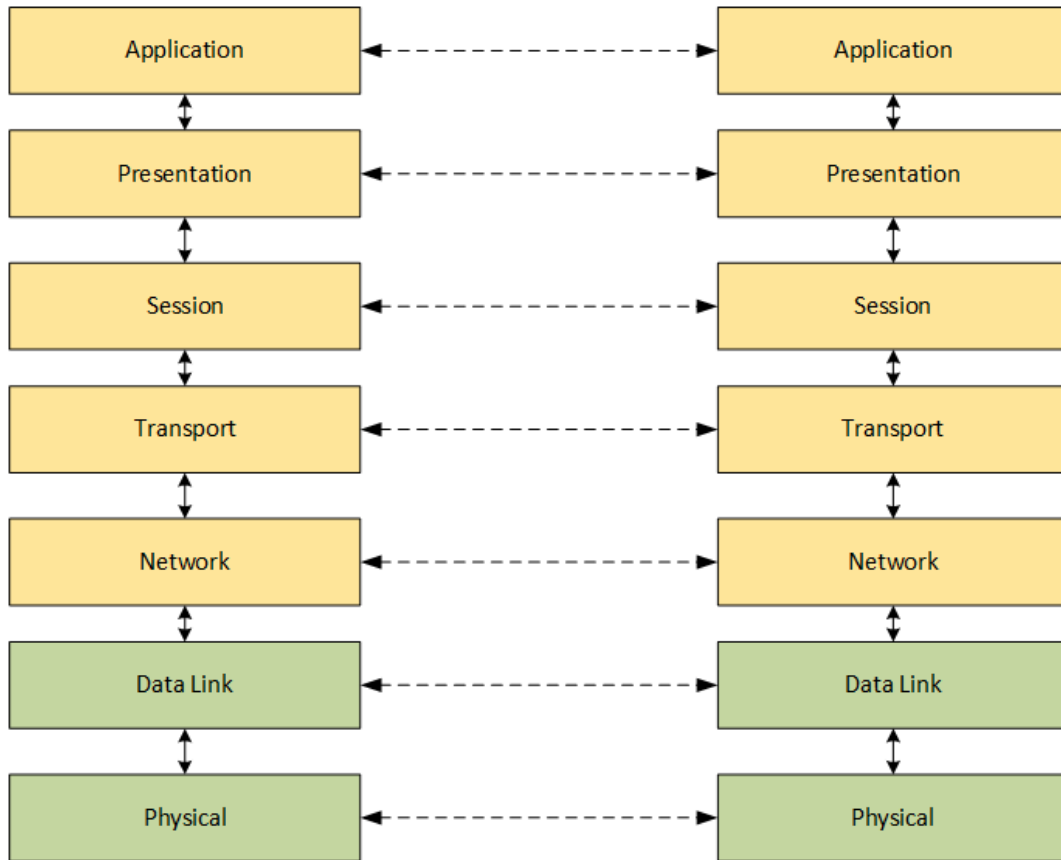 Application
Application
Presentation
Presentation
Session
Session
Transport
Transport
Network
Network
Data Link
Data Link
Physical
Physical